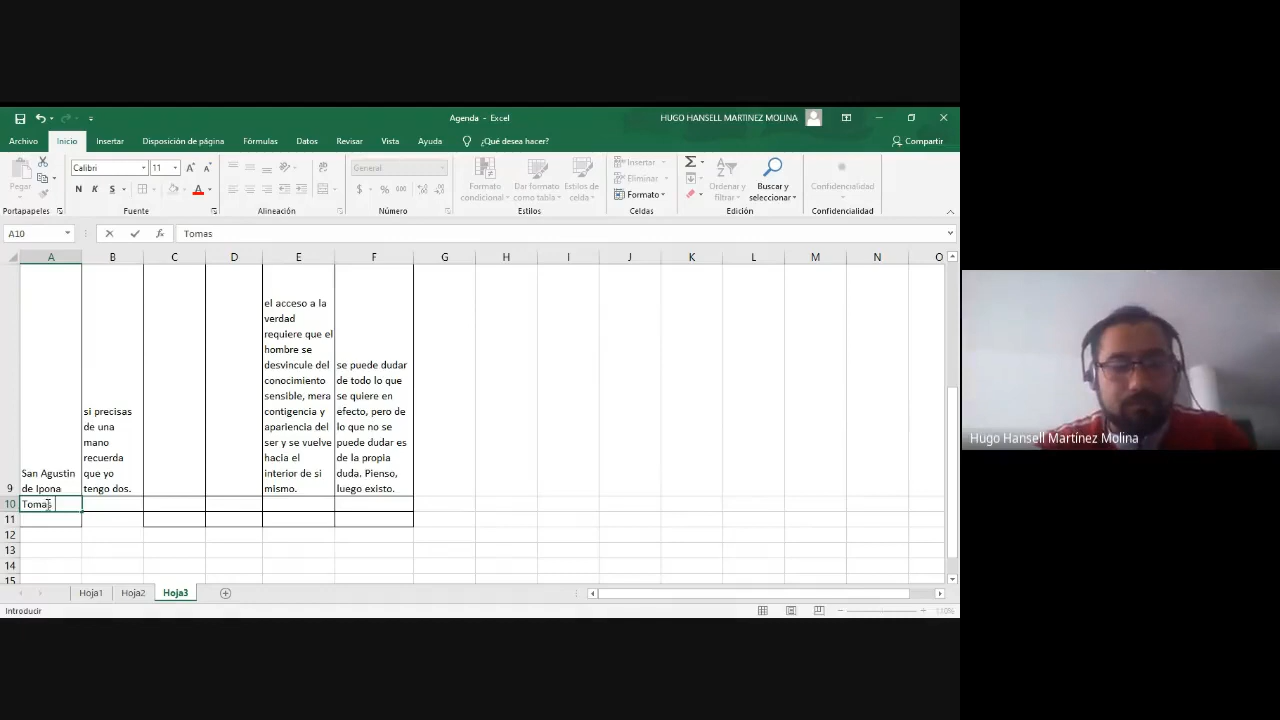 Agenda - Excel
HUGO HANSELL MARTINEZ MOLINA
Archivo
Inicio
Insertar
Disposición de página
Fórmulas
Datos
Revisar
Vista
Ayuda
¿Qué desea hacer?
Compartir
Pegar
Portapapeles
Calibri
11
N K S
Fuente
Alineación
General
$ % 000
Número
Formato
condicional
Dar formato
como tabla
Estilos de
celda
Estilos
Insertar
Eliminar
Formato
Celdas
Ordenar y
filtrar
Buscar y
seleccionar
Edición
Confidencialidad
Confidencialidad
A10
fx
Tomas
A B C D E F G H I J K L M N O
el acceso a la
verdad
requiere que el
hombre se
desvincule del
conocimiento
sensible, mera
contigencia y
apariencia del
ser y se vuelve
hacia el
interior de si
mismo.
se puede dudar
de todo lo que
se quiere en
efecto, pero de
lo que no se
puede dudar es
de la propia
duda. Pienso,
luego existo.
si precisas
de una
mano
recuerda
que yo
tengo dos.
San Agustin
de Ipona
9
10
Tomas
11
12
13
14
15
Hoja1
Hoja2
Hoja3
Introducir
110%
Hugo Hansell Martínez Molina